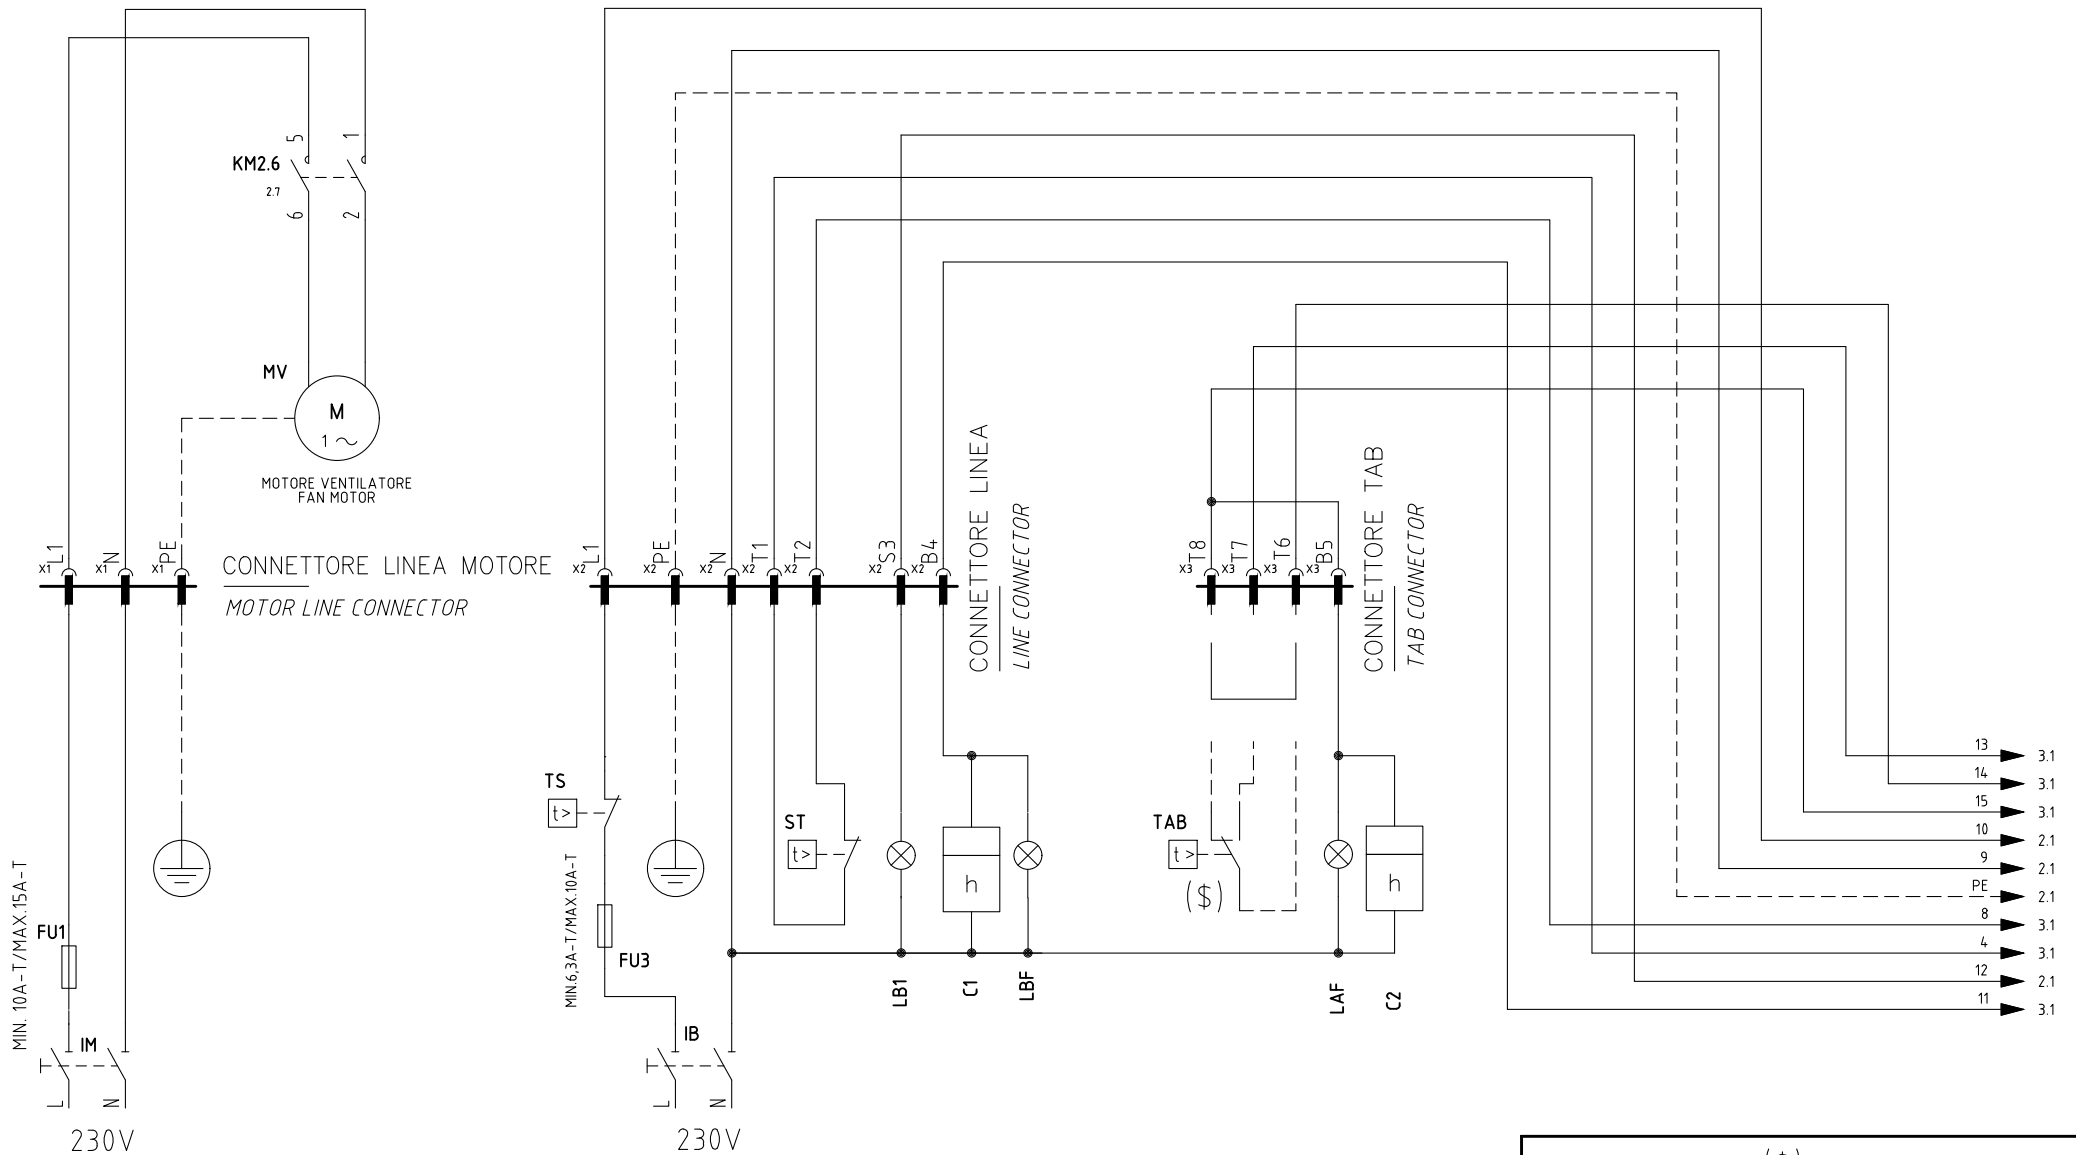 5
1
KM2.6
2.7
6
2
MV
M
1 ~
MOTORE VENTILATORE
FAN MOTOR
x1 L1
x1 N
x1 PE
CONNETTORE LINEA MOTORE
MOTOR LINE CONNECTOR
x2 L1
x2 PE
x2 N
x2 T1
x2 T2
x2 S3
x2 B4
CONNETTORE LINEA
LINE CONNECTOR
x3 T8
x3 T7
x3 T6
x3 B5
CONNETTORE TAB
TAB CONNECTOR
TS
t>
ST
t>
h
TAB
t>
($)
h
MIN. 10A-T/MAX.15A-T
FU1
MIN.6,3A-T/MAX.10A-T
FU3
LB1
C1
LBF
LAF
C2
IM
L
N
230V
IB
L
N
230V
13 3.1
14 3.1
15 3.1
10 2.1
9 2.1
PE 2.1
8 3.1
4 3.1
12 2.1
11 3.1